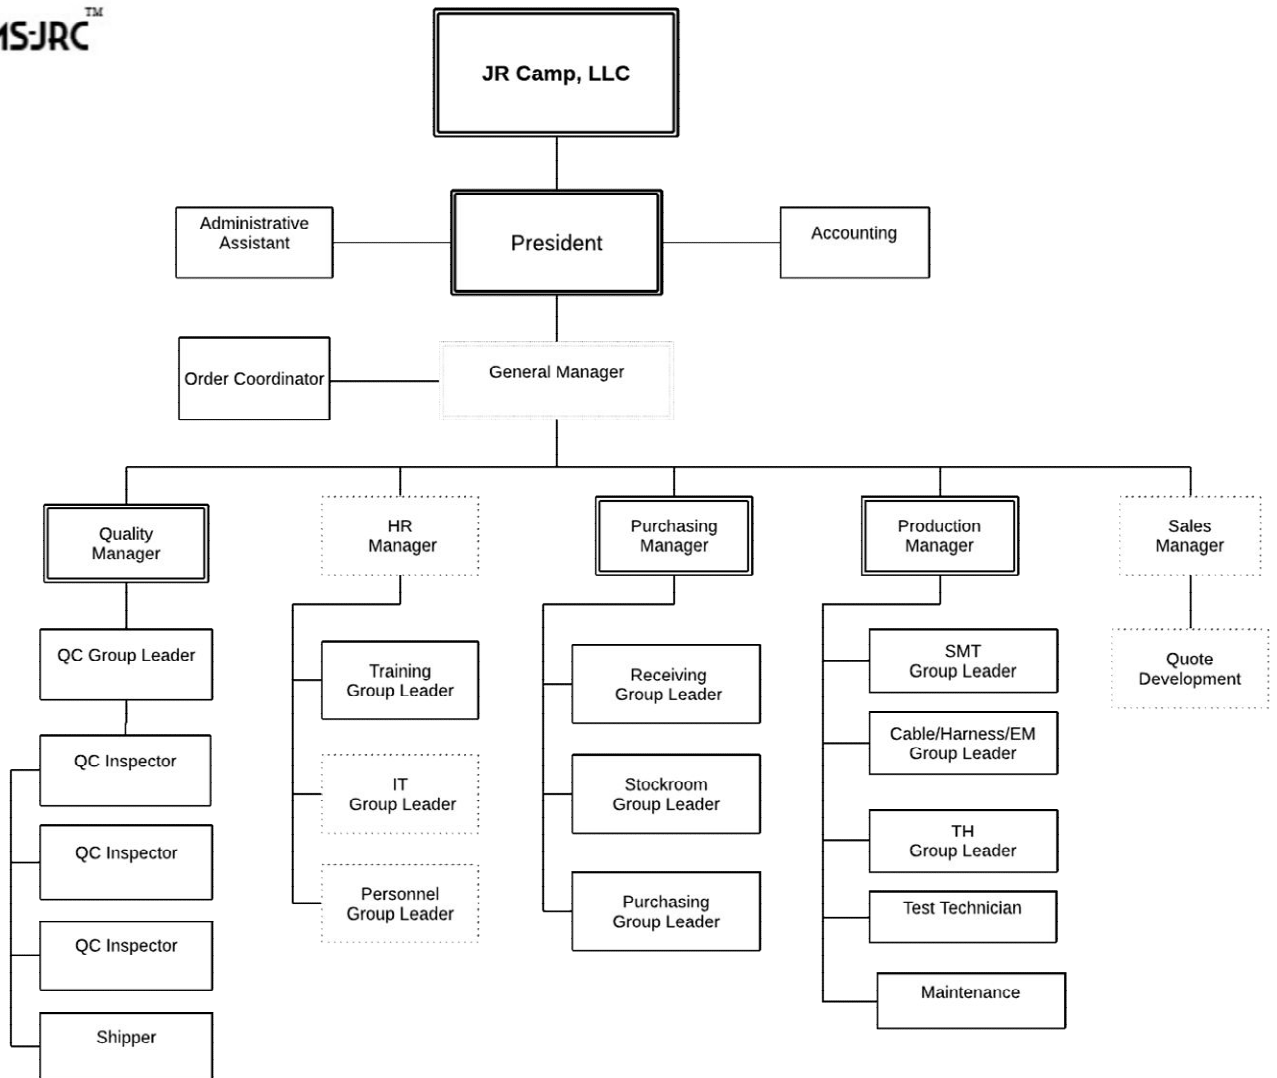 MS-JRC™
JR Camp, LLC
Administrative
Assistant
President
Accounting
Order Coordinator
General Manager
Quality
Manager
HR
Manager
Purchasing
Manager
Production
Manager
Sales
Manager
QC Group Leader
Training
Group Leader
Receiving
Group Leader
SMT
Group Leader
Quote
Development
QC Inspector
IT
Group Leader
Stockroom
Group Leader
Cable/Harness/EM
Group Leader
QC Inspector
Personnel
Group Leader
Purchasing
Group Leader
TH
Group Leader
QC Inspector
Test Technician
Shipper
Maintenance